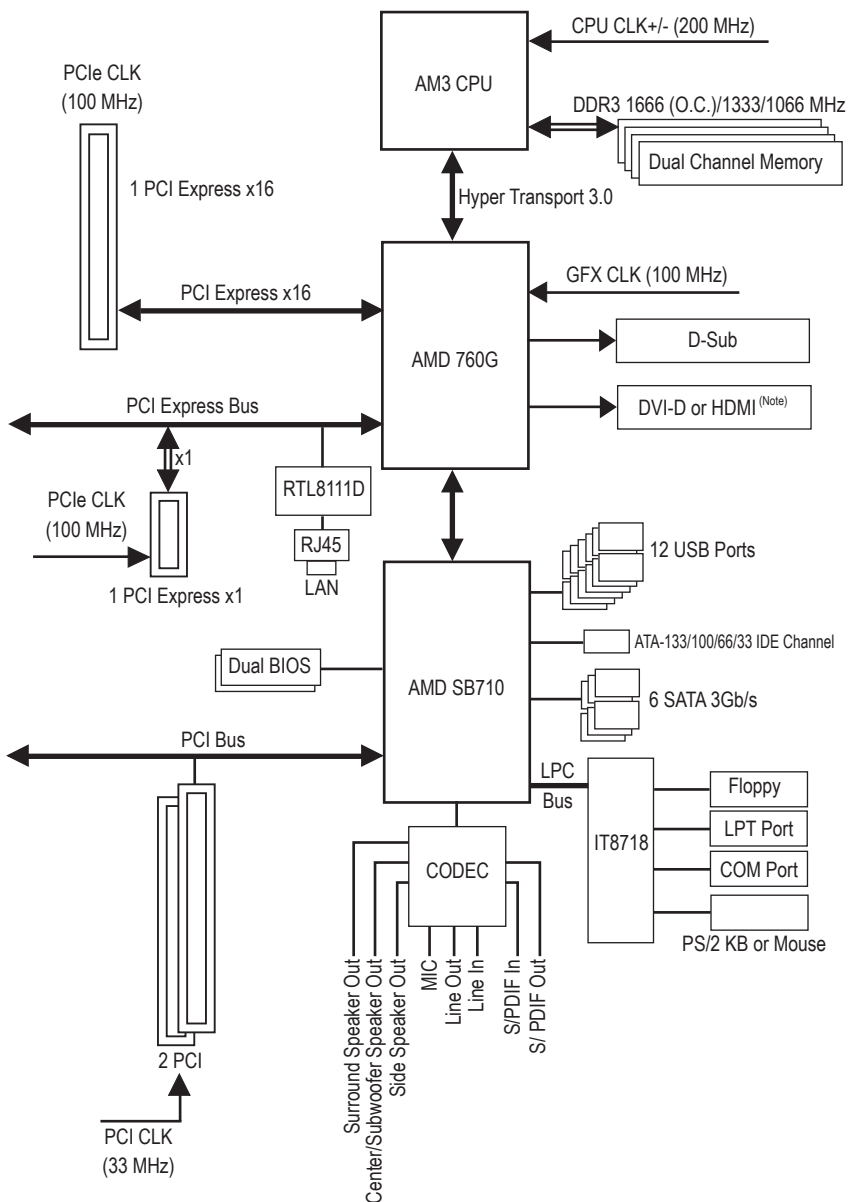 CPU CLK+/- (200 MHz)
PCIe CLK
(100 MHz)
AM3 CPU
DDR3 1666 (O.C.)/1333/1066 MHz
Dual Channel Memory
1 PCI Express x16
Hyper Transport 3.0
GFX CLK (100 MHz)
PCI Express x16
D-Sub
AMD 760G
DVI-D or HDMI (Note)
PCI Express Bus
x1
RTL8111D
PCIe CLK
(100 MHz)
RJ45
LAN
1 PCI Express x1
12 USB Ports
ATA-133/100/66/33 IDE Channel
Dual BIOS
AMD SB710
6 SATA 3Gb/s
PCI Bus
LPC
Bus
Floppy
LPT Port
IT8718
COM Port
CODEC
PS/2 KB or Mouse
Surround Speaker Out
Center/Subwoofer Speaker Out
Side Speaker Out
MIC
Line Out
Line In
S/PDIF In
S/ PDIF Out
2 PCI
PCI CLK
(33 MHz)